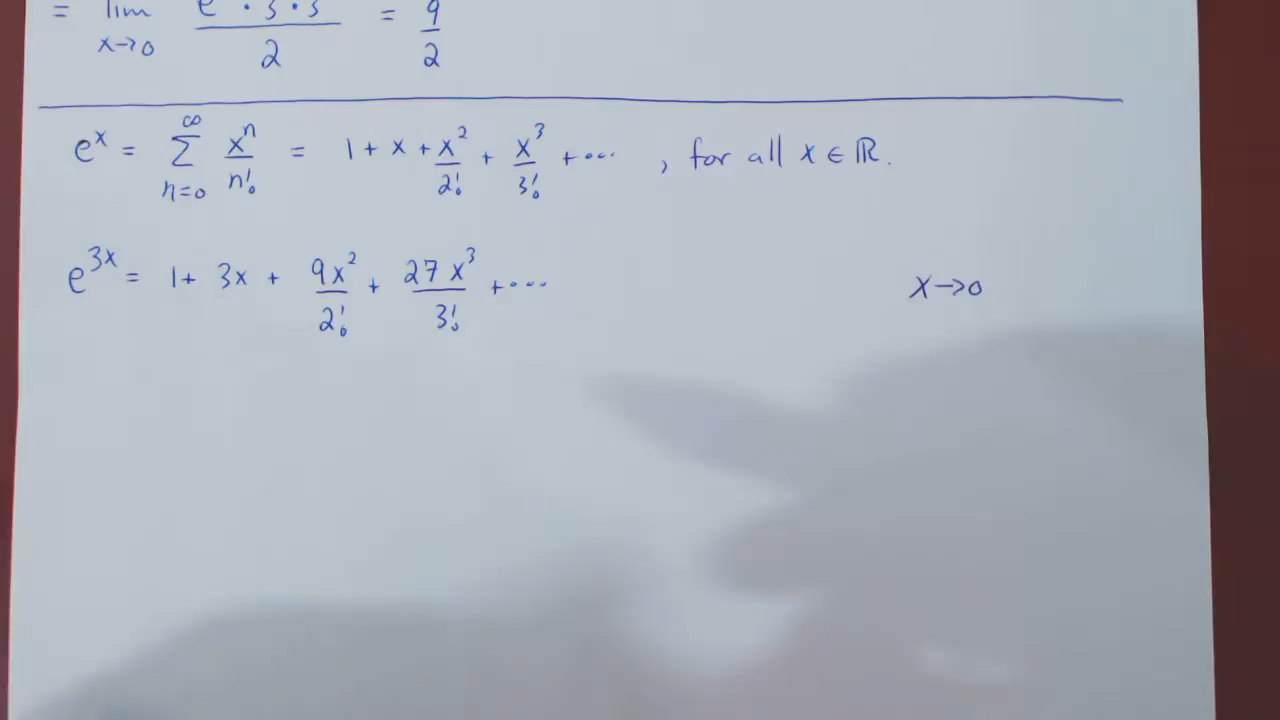 = lim x→0 e · 3 · 3 / 2 = 9/2
e^x = ∑_{n=0}^{∞} x^n/n! = 1 + x + x^2/2! + x^3/3! + ··· , for all x ∈ ℝ.
e^{3x} = 1 + 3x + 9x^2/2! + 27x^3/3! + ··· x→0